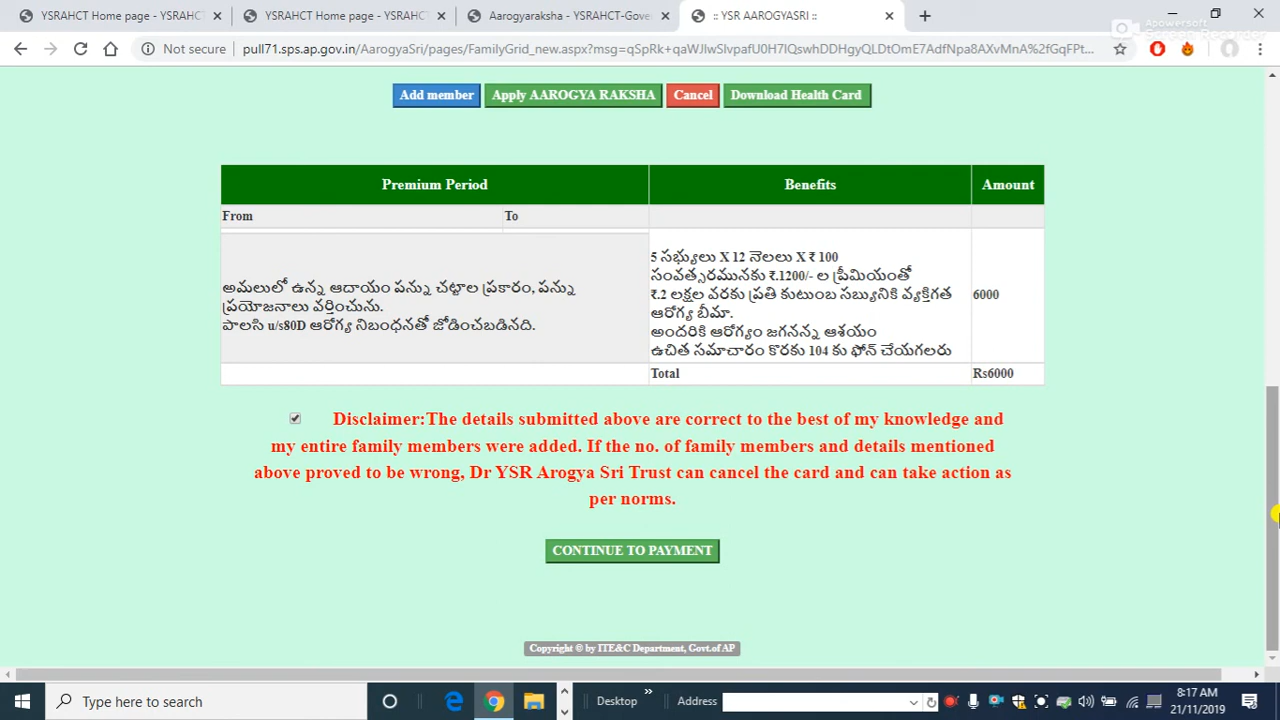 YSRAHCT Home page - YSRAHCT
YSRAHCT Home page - YSRAHCT
Aarogyaraksha - YSRAHCT-Gove
:: YSR AAROGYASRI ::
Apowersoft
Screen Recorder
Not secure
pull71.sps.ap.gov.in/AarogyaSri/pages/FamilyGrid_new.aspx?msg=
Add member
Apply AAROGYA RAKSHA
Cancel
Download Health Card
Premium Period Benefits Amount
From To
అమలులో ఉన్న ఆదాయం పన్ను చట్టాల ప్రకారం, పన్ను
ప్రయోజనాలు వర్తించును.
పాలసి u/s80D ఆరోగ్య నిబంధనతో జోడించబడినది.
5 సభ్యులు X 12 నెలలు X ₹ 100
సంవత్సరమునకు ₹.1200/- ల ప్రీమియంతో
₹.2 లక్షల వరకు ప్రతి కుటుంబ సభ్యునికి వ్యక్తిగత
ఆరోగ్య బీమా.
అందరికి ఆరోగ్యం జగనన్న ఆశయం
ఉచిత సమాచారం కొరకు 104 కు ఫోన్ చేయగలరు
6000
Total Rs6000
Disclaimer:The details submitted above are correct to the best of my knowledge and
my entire family members were added. If the no. of family members and details mentioned
above proved to be wrong, Dr YSR Arogya Sri Trust can cancel the card and can take action as
per norms.
CONTINUE TO PAYMENT
Copyright © by ITE&C Department, Govt.of AP
Type here to search
Desktop
Address
8:17 AM
21/11/2019